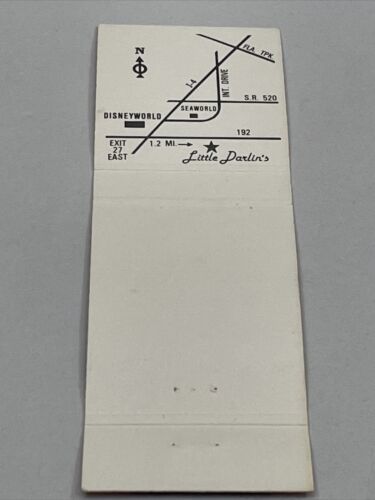 N
FLA. TPK.
I-4
INT. DRIVE
S.R. 520
SEAWORLD
DISNEYWORLD
192
EXIT
27
EAST
1.2 MI.
Little Darlin's